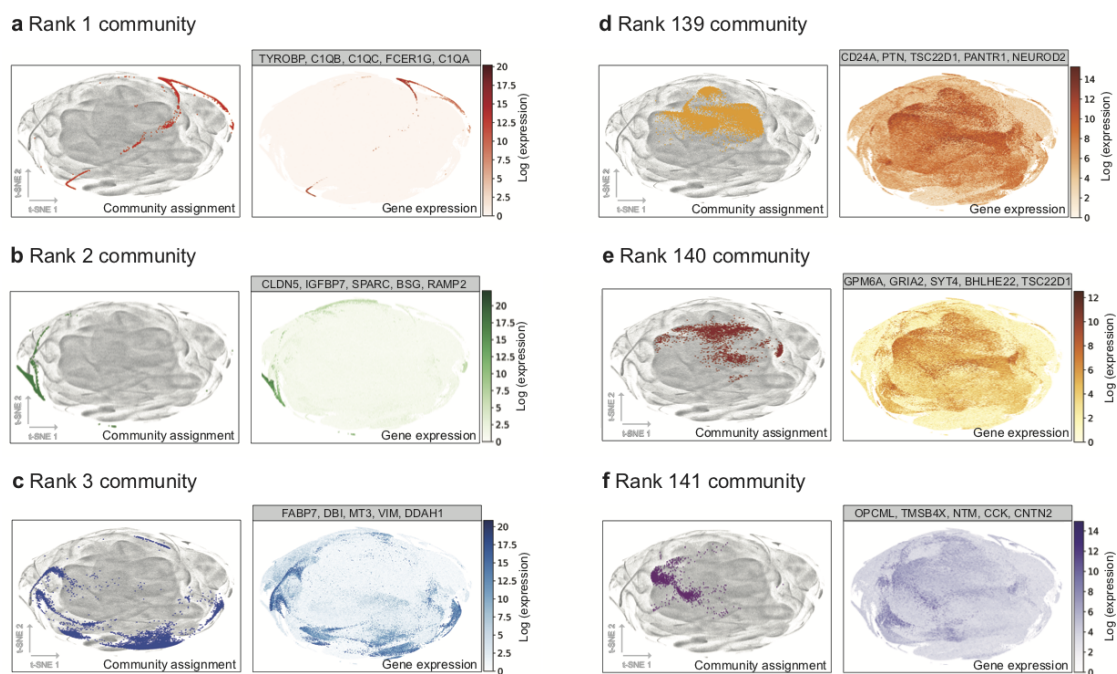 a Rank 1 community
TYROBP, C1QB, C1QC, FCER1G, C1QA
20
17.5
15
12.5
10
7.5
5
2.5
0
Log (expression)
t-SNE 2
t-SNE 1
Community assignment
Gene expression
b Rank 2 community
CLDN5, IGFBP7, SPARC, BSG, RAMP2
20
17.5
15
12.5
10
7.5
5
2.5
0
Log (expression)
t-SNE 2
t-SNE 1
Community assignment
Gene expression
c Rank 3 community
FABP7, DBI, MT3, VIM, DDAH1
20
17.5
15
12.5
10
7.5
5
2.5
0
Log (expression)
t-SNE 2
t-SNE 1
Community assignment
Gene expression
d Rank 139 community
CD24A, PTN, TSC22D1, PANTR1, NEUROD2
14
12
10
8
6
4
2
0
Log (expression)
t-SNE 2
t-SNE 1
Community assignment
Gene expression
e Rank 140 community
GPM6A, GRIA2, SYT4, BHLHE22, TSC22D1
12
10
8
6
4
2
0
Log (expression)
t-SNE 2
t-SNE 1
Community assignment
Gene expression
f Rank 141 community
OPCML, TMSB4X, NTM, CCK, CNTN2
14
12
10
8
6
4
2
0
Log (expression)
t-SNE 2
t-SNE 1
Community assignment
Gene expression